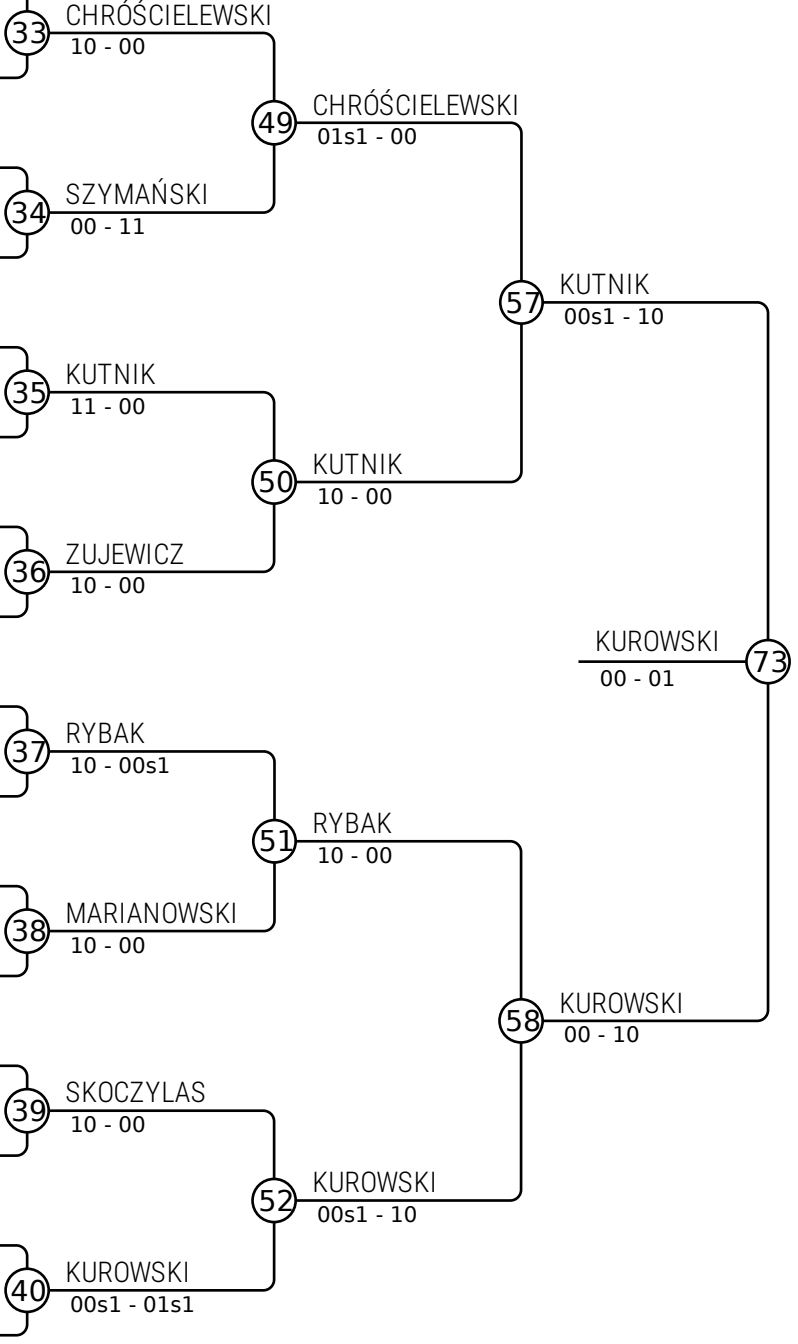 33
CHRÓŚCIELEWSKI
10 - 00
49
CHRÓŚCIELEWSKI
01s1 - 00
34
SZYMAŃSKI
00 - 11
57
KUTNIK
00s1 - 10
35
KUTNIK
11 - 00
50
KUTNIK
10 - 00
36
ZUJEWICZ
10 - 00
KUROWSKI
73
00 - 01
37
RYBAK
10 - 00s1
51
RYBAK
10 - 00
38
MARIANOWSKI
10 - 00
58
KUROWSKI
00 - 10
39
SKOCZYLAS
10 - 00
52
KUROWSKI
00s1 - 10
40
KUROWSKI
00s1 - 01s1